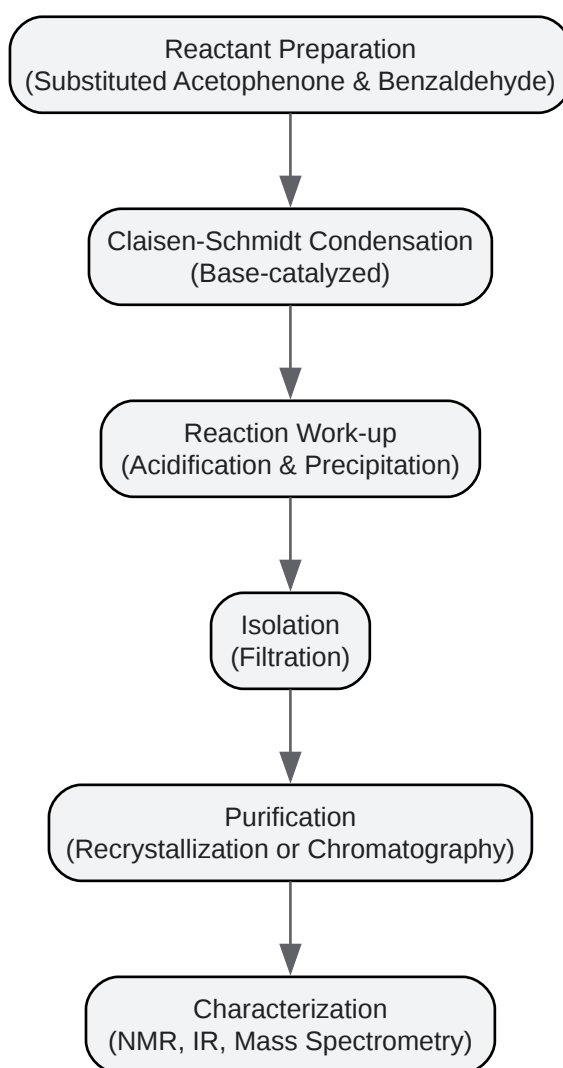 Reactant Preparation
(Substituted Acetophenone & Benzaldehyde)
Claisen-Schmidt Condensation
(Base-catalyzed)
Reaction Work-up
(Acidification & Precipitation)
Isolation
(Filtration)
Purification
(Recrystallization or Chromatography)
Characterization
(NMR, IR, Mass Spectrometry)